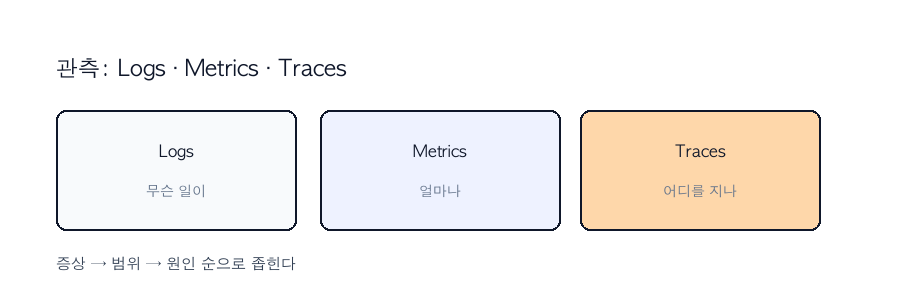 관측: Logs · Metrics · Traces
Logs
무슨 일이
Metrics
얼마나
Traces
어디를 지나
증상 → 범위 → 원인 순으로 좁힌다